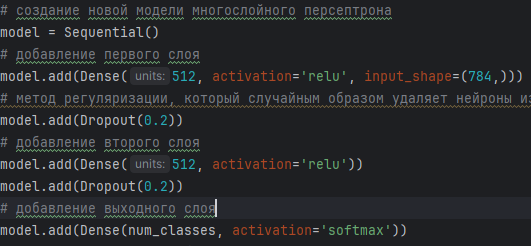 # создание новой модели многослойного персептрона
model = Sequential()
# добавление первого слоя
model.add(Dense( units: 512, activation='relu', input_shape=(784,)))
# метод регуляризации, который случайным образом удаляет нейроны из
model.add(Dropout(0.2))
# добавление второго слоя
model.add(Dense( units: 512, activation='relu'))
model.add(Dropout(0.2))
# добавление выходного слоя
model.add(Dense(num_classes, activation='softmax'))